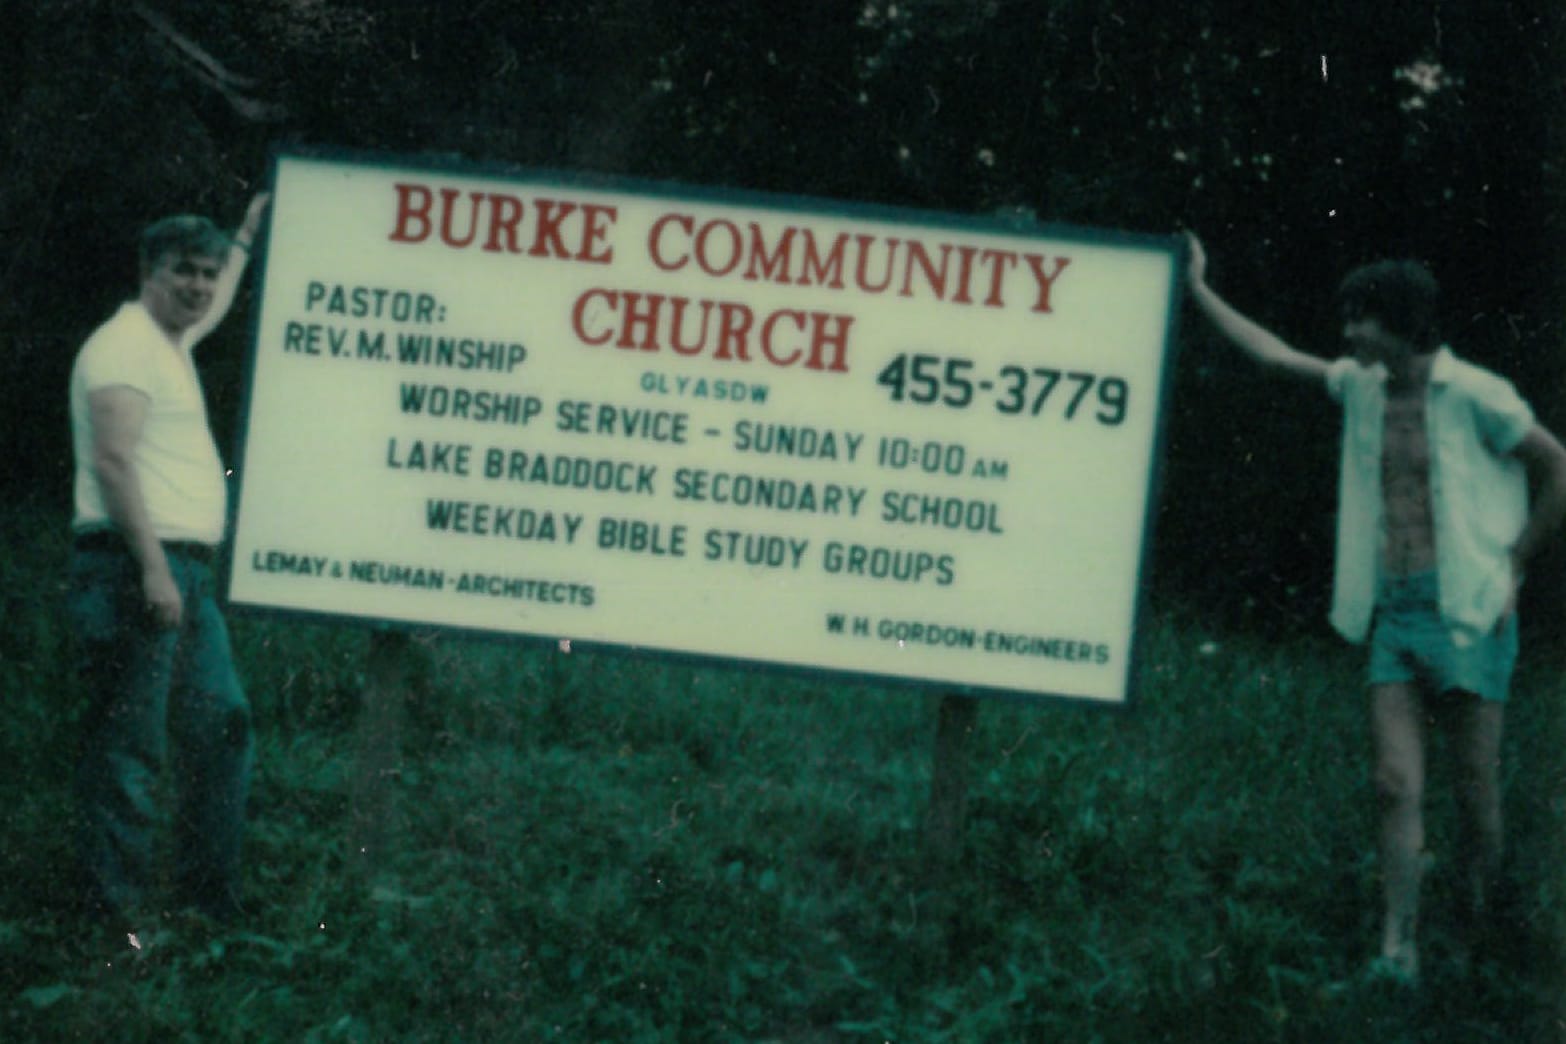 BURKE COMMUNITY
CHURCH
PASTOR:
REV. M. WINSHIP
455-3779
GLYASDW
WORSHIP SERVICE - SUNDAY 10:00 AM
LAKE BRADDOCK SECONDARY SCHOOL
WEEKDAY BIBLE STUDY GROUPS
LEMAY & NEUMAN-ARCHITECTS
W. H. GORDON-ENGINEERS